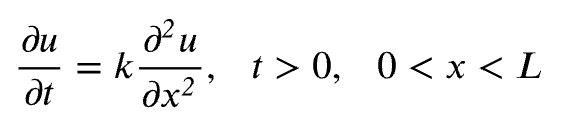 ∂u/∂t = k ∂²u/∂x², t > 0, 0 < x < L